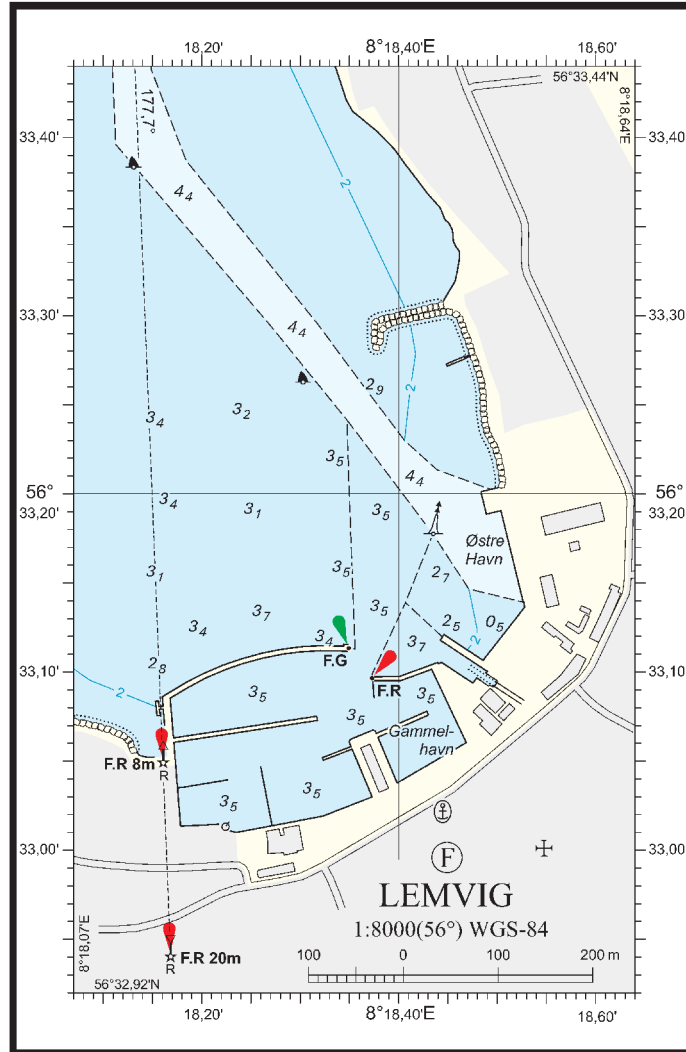 18,20'
8°18,40'E
18,60'
56°33,44'N
8°18,64'E
177,7°
33,40'
33,40'
2
4₄
33,30'
33,30'
4₄
2₉
2
3₄
3₂
3₅
4₄
56°
56°
3₄
3₁
3₅
33,20'
33,20'
Østre
Havn
3₁
3₅
2₇
3₅
3₇
2₅
0₅
3₄
3₄
3₇
2₈
F.G
33,10'
33,10'
2
2
F.R
3₅
3₅
3₅
Gammel-
havn
F.R 8m
R
3₅
3₅
33,00'
33,00'
F
LEMVIG
1:8000(56°) WGS-84
8°18,07'E
F.R 20m
R
100
0
100
200 m
56°32,92'N
18,20'
8°18,40'E
18,60'